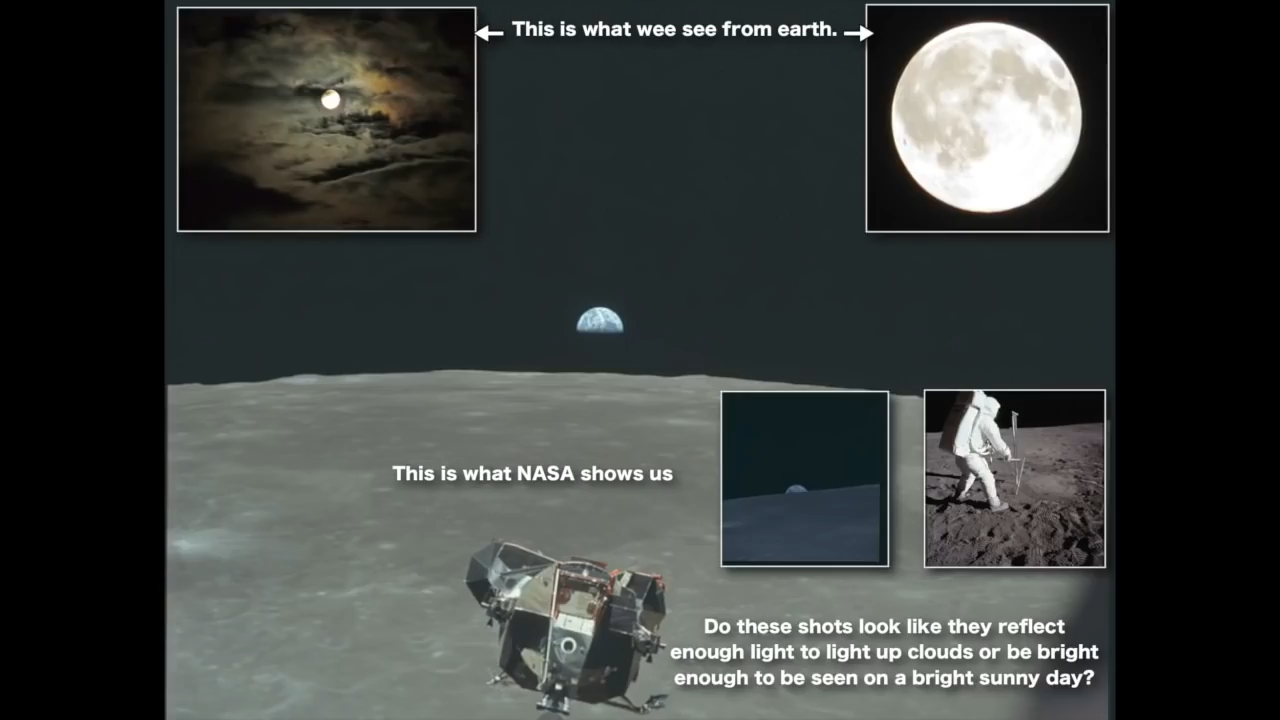 This is what wee see from earth.
This is what NASA shows us
Do these shots look like they reflect
enough light to light up clouds or be bright
enough to be seen on a bright sunny day?